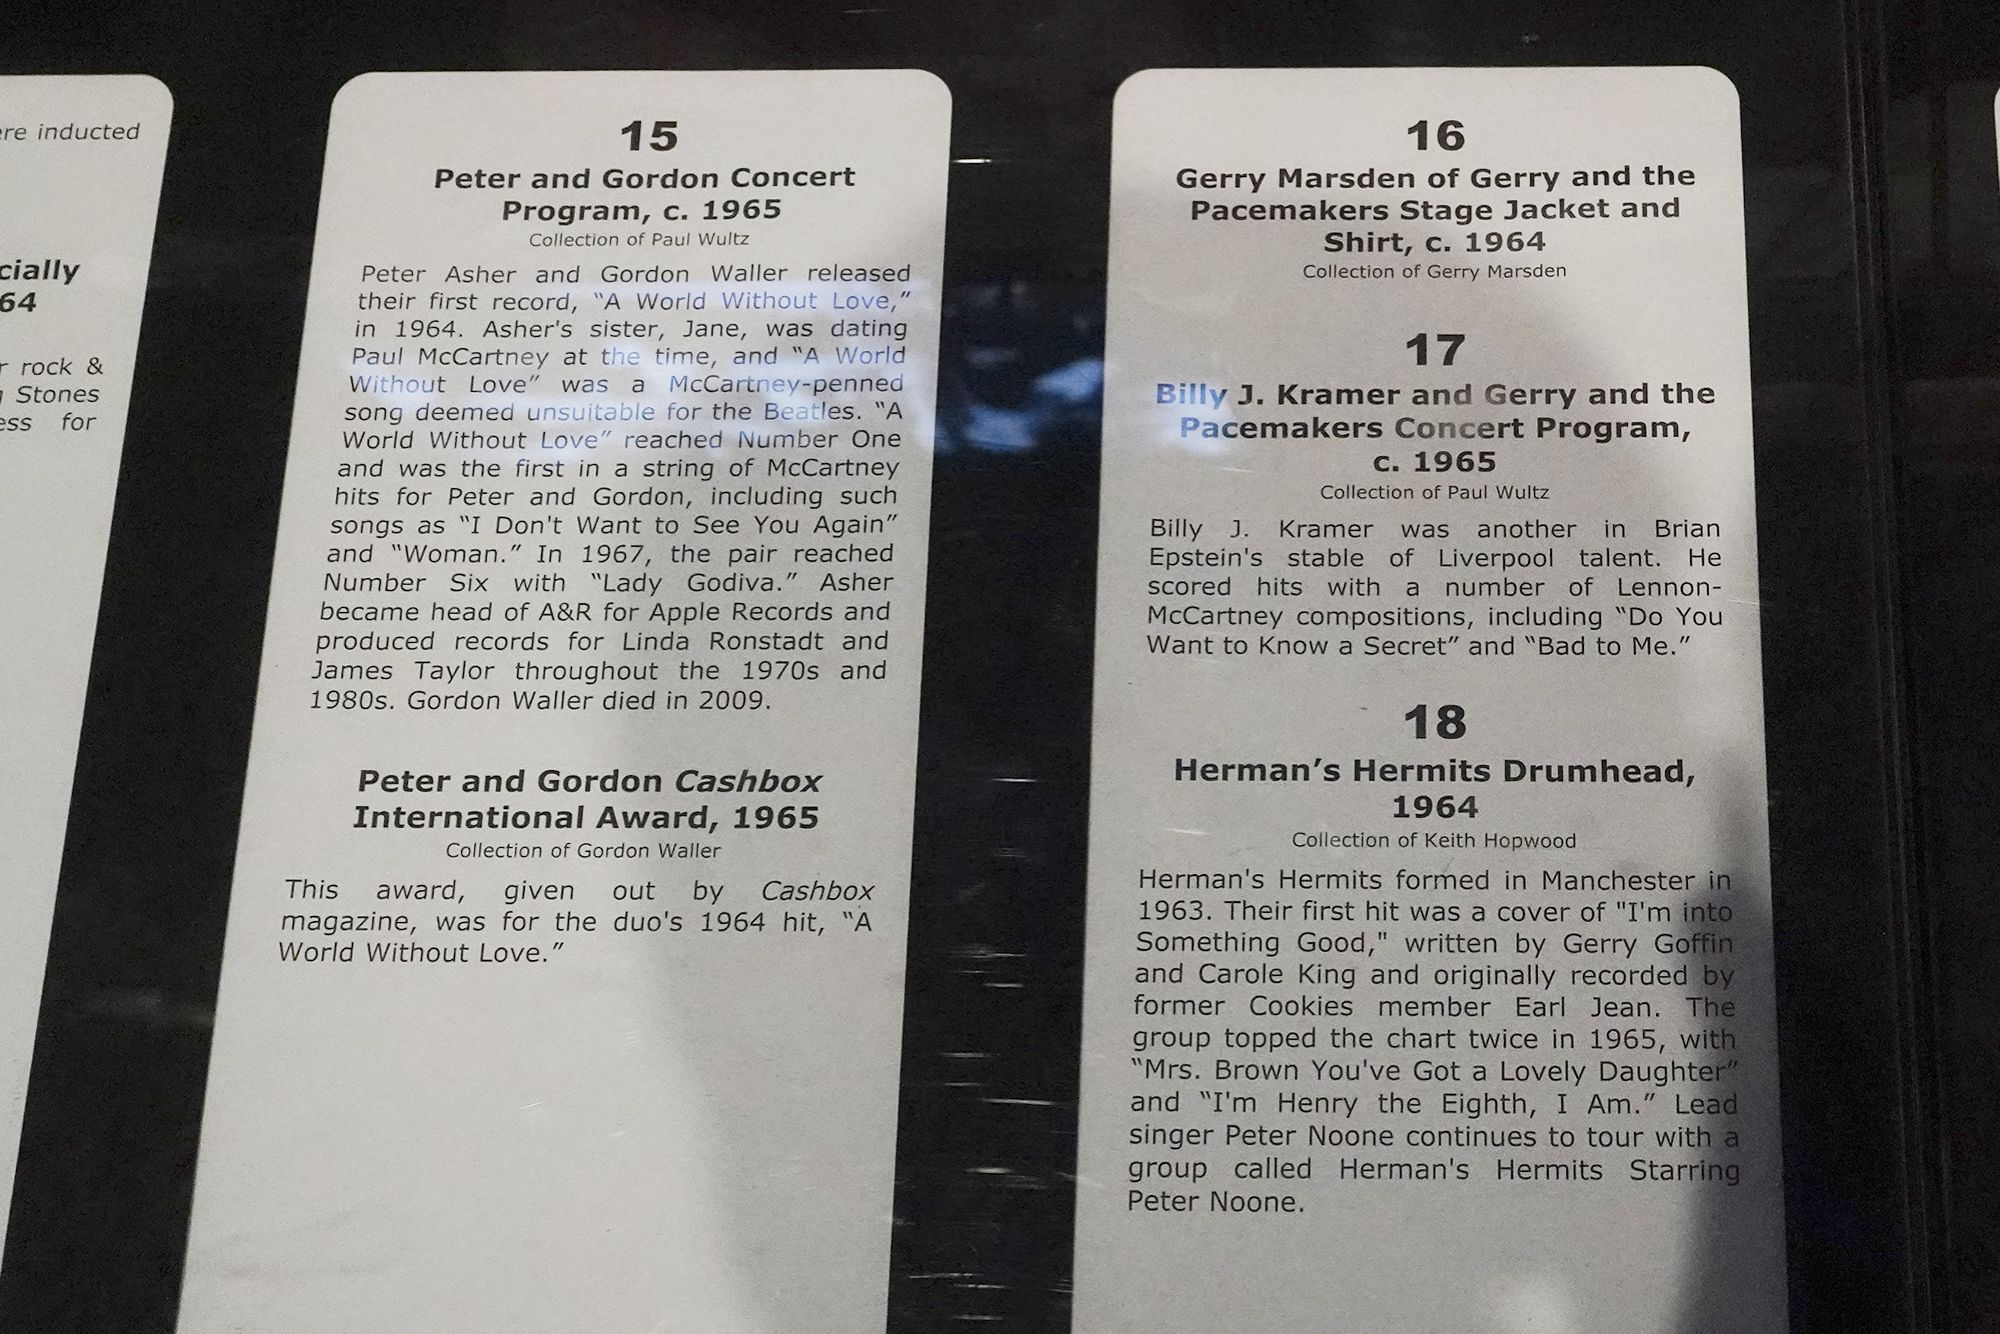 ere inducted
cially
64
r rock &
Stones
ess for
15
Peter and Gordon Concert
Program, c. 1965
Collection of Paul Wultz
Peter Asher and Gordon Waller released
their first record, “A World Without Love,”
in 1964. Asher's sister, Jane, was dating
Paul McCartney at the time, and “A World
Without Love” was a McCartney-penned
song deemed unsuitable for the Beatles. “A
World Without Love” reached Number One
and was the first in a string of McCartney
hits for Peter and Gordon, including such
songs as “I Don't Want to See You Again”
and “Woman.” In 1967, the pair reached
Number Six with “Lady Godiva.” Asher
became head of A&R for Apple Records and
produced records for Linda Ronstadt and
James Taylor throughout the 1970s and
1980s. Gordon Waller died in 2009.
Peter and Gordon Cashbox
International Award, 1965
Collection of Gordon Waller
This award, given out by Cashbox
magazine, was for the duo's 1964 hit, “A
World Without Love.”
16
Gerry Marsden of Gerry and the
Pacemakers Stage Jacket and
Shirt, c. 1964
Collection of Gerry Marsden
17
Billy J. Kramer and Gerry and the
Pacemakers Concert Program,
c. 1965
Collection of Paul Wultz
Billy J. Kramer was another in Brian
Epstein's stable of Liverpool talent. He
scored hits with a number of Lennon-
McCartney compositions, including “Do You
Want to Know a Secret” and “Bad to Me.”
18
Herman’s Hermits Drumhead,
1964
Collection of Keith Hopwood
Herman's Hermits formed in Manchester in
1963. Their first hit was a cover of "I'm into
Something Good," written by Gerry Goffin
and Carole King and originally recorded by
former Cookies member Earl Jean. The
group topped the chart twice in 1965, with
“Mrs. Brown You've Got a Lovely Daughter”
and “I'm Henry the Eighth, I Am.” Lead
singer Peter Noone continues to tour with a
group called Herman's Hermits Starring
Peter Noone.